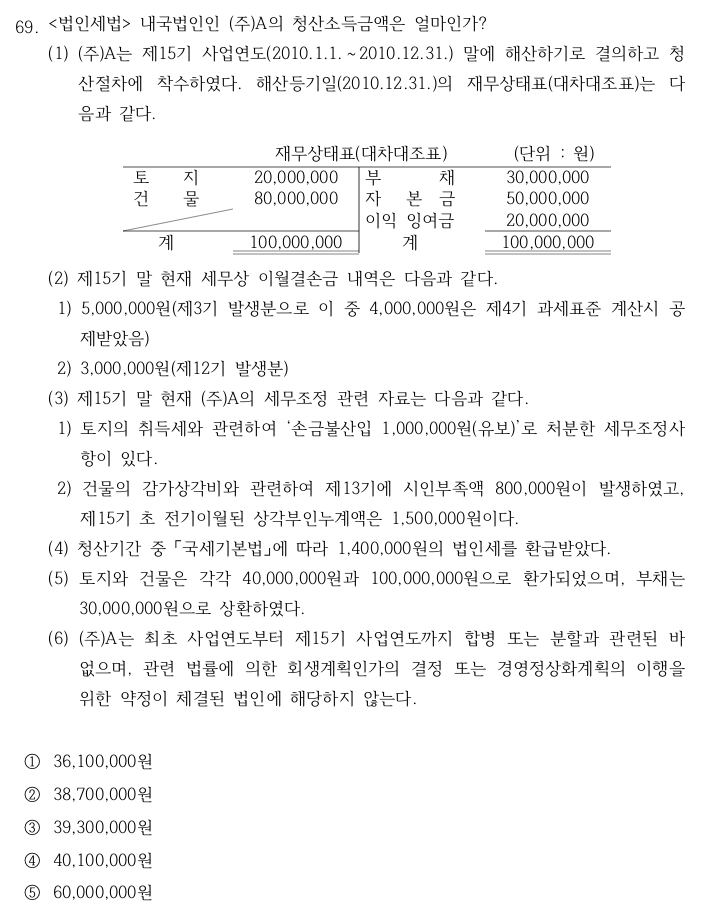 69. <법인세법> 내국법인인 (주)A의 청산소득금액은 얼마인가?
(1) (주)A는 제15기 사업연도(2010.1.1.~2010.12.31.) 말에 해산하기로 결의하고 청
산절차에 착수하였다. 해산등기일(2010.12.31.)의 재무상태표(대차대조표)는 다
음과 같다.
재무상태표(대차대조표) (단위 : 원)
토 지 20,000,000 부 채 30,000,000
건 물 80,000,000 자 본 금 50,000,000
이익 잉여금 20,000,000
계 100,000,000 계 100,000,000
(2) 제15기 말 현재 세무상 이월결손금 내역은 다음과 같다.
1) 5,000,000원(제3기 발생분으로 이 중 4,000,000원은 제4기 과세표준 계산시 공
제받았음)
2) 3,000,000원(제12기 발생분)
(3) 제15기 말 현재 (주)A의 세무조정 관련 자료는 다음과 같다.
1) 토지의 취득세와 관련하여 ‘손금불산입 1,000,000원(유보)’로 처분한 세무조정사
항이 있다.
2) 건물의 감가상각비와 관련하여 제13기에 시인부족액 800,000원이 발생하였고,
제15기 초 전기이월된 상각부인누계액은 1,500,000원이다.
(4) 청산기간 중 「국세기본법」에 따라 1,400,000원의 법인세를 환급받았다.
(5) 토지와 건물은 각각 40,000,000원과 100,000,000원으로 환가되었으며, 부채는
30,000,000원으로 상환하였다.
(6) (주)A는 최초 사업연도부터 제15기 사업연도까지 합병 또는 분할과 관련된 바
없으며, 관련 법률에 의한 회생계획인가의 결정 또는 경영정상화계획의 이행을
위한 약정이 체결된 법인에 해당하지 않는다.
① 36,100,000원
② 38,700,000원
③ 39,300,000원
④ 40,100,000원
⑤ 60,000,000원